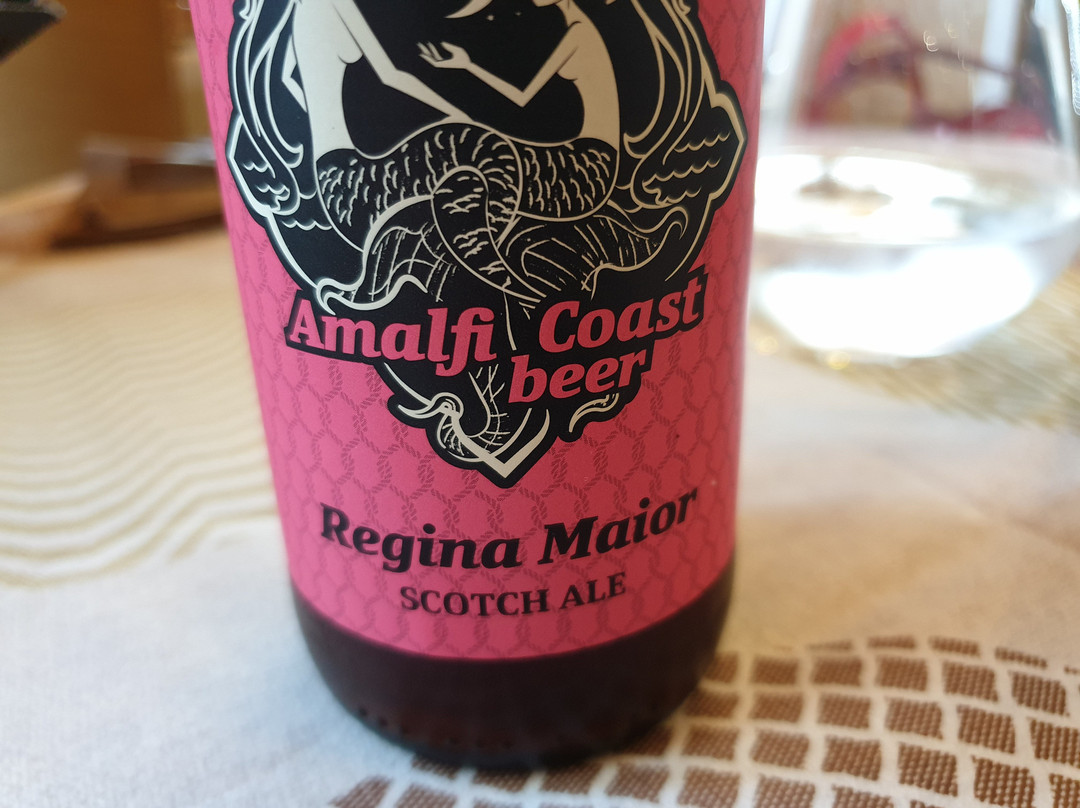 Amalfi Coast
beer
Regina Maior
SCOTCH ALE